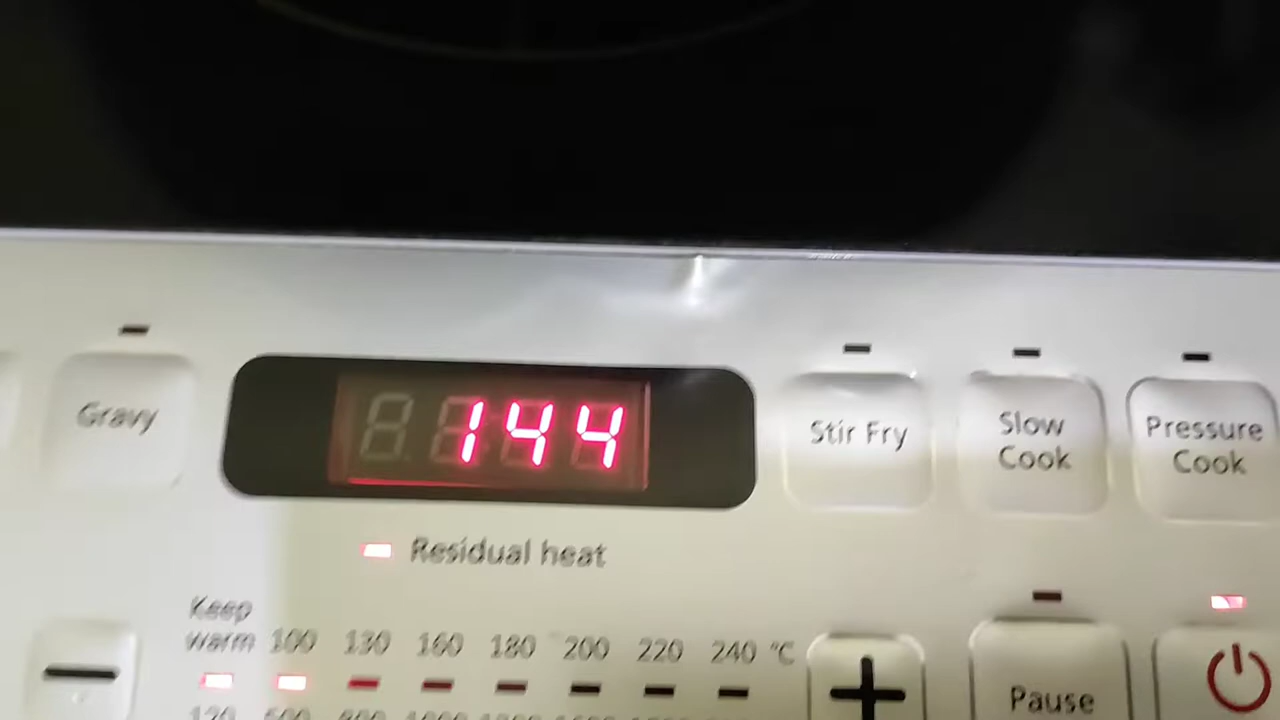 Gravy
144
Stir Fry
Slow
Cook
Pressure
Cook
Residual heat
Keep
warm 100 130 160 180 200 220 240 °C
Pause